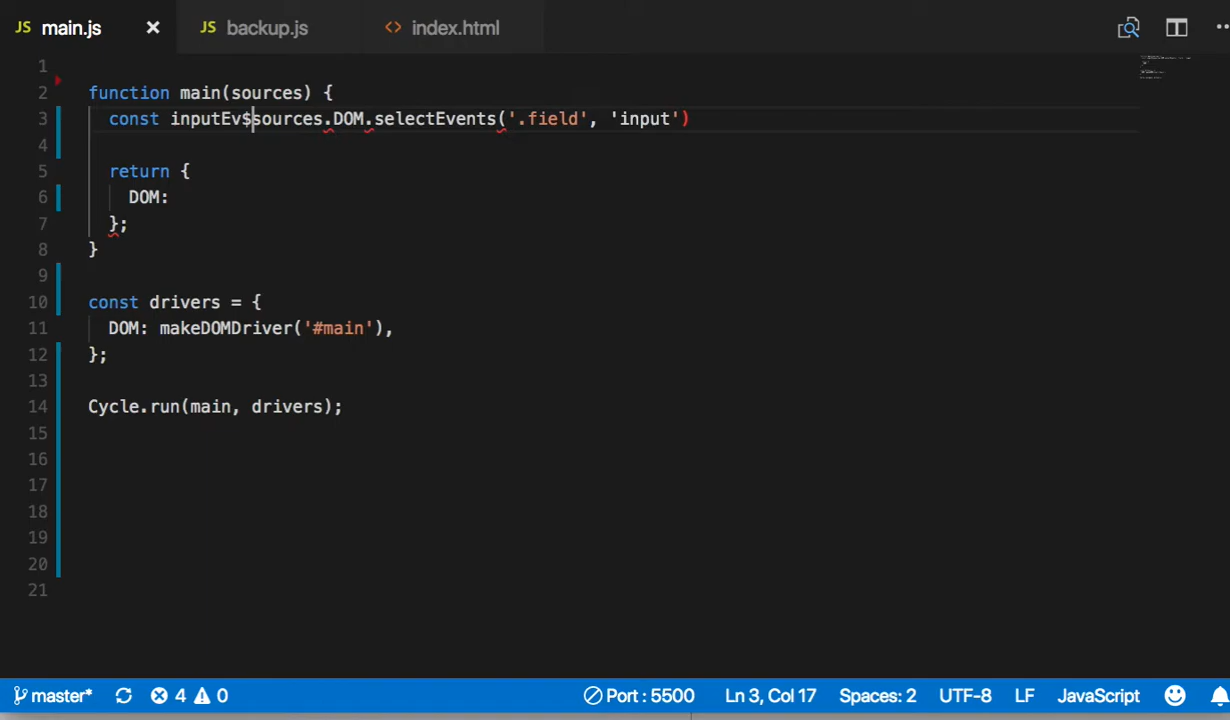 JS main.js × JS backup.js <> index.html
1
2 function main(sources) {
3 const inputEv$sources.DOM.selectEvents('.field', 'input')
4
5 return {
6 DOM:
7 };
8 }
9
10 const drivers = {
11 DOM: makeDOMDriver('#main'),
12 };
13
14 Cycle.run(main, drivers);
15
16
17
18
19
20
21
master* 4 0 Port : 5500 Ln 3, Col 17 Spaces: 2 UTF-8 LF JavaScript